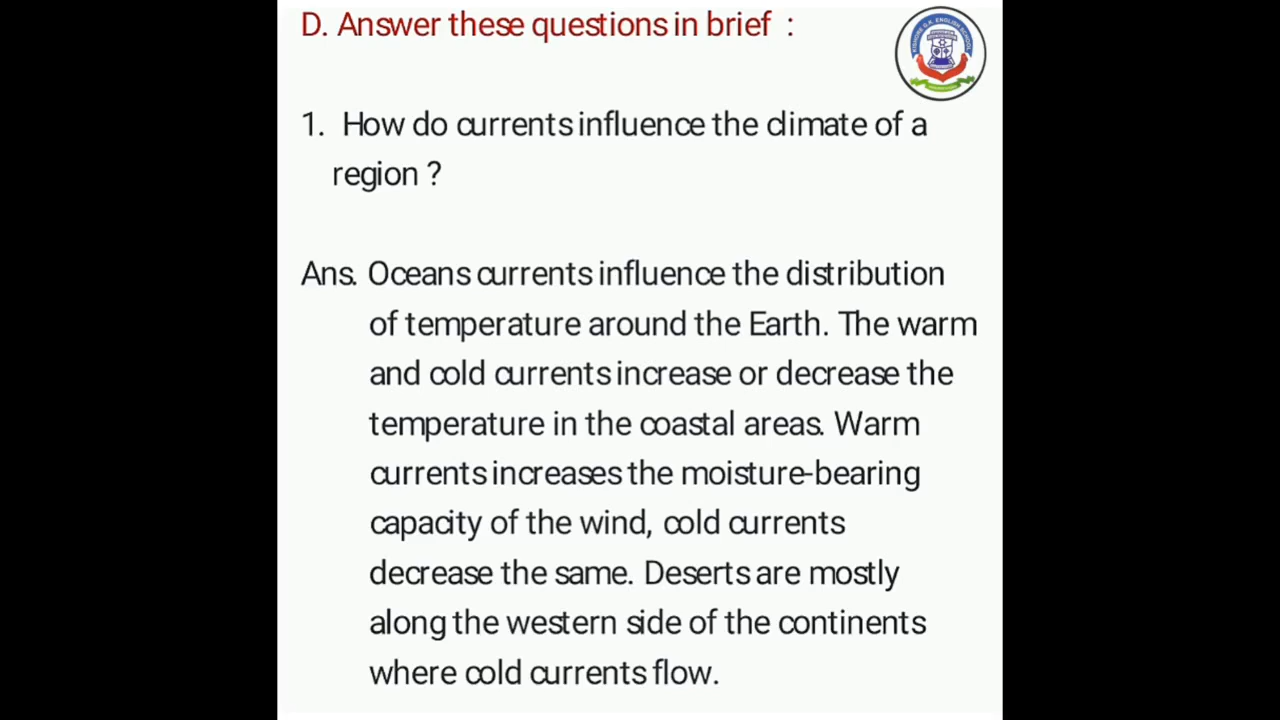 D. Answer these questions in brief :
1. How do currents influence the climate of a
region ?
Ans. Oceans currents influence the distribution
of temperature around the Earth. The warm
and cold currents increase or decrease the
temperature in the coastal areas. Warm
currents increases the moisture-bearing
capacity of the wind, cold currents
decrease the same. Deserts are mostly
along the western side of the continents
where cold currents flow.